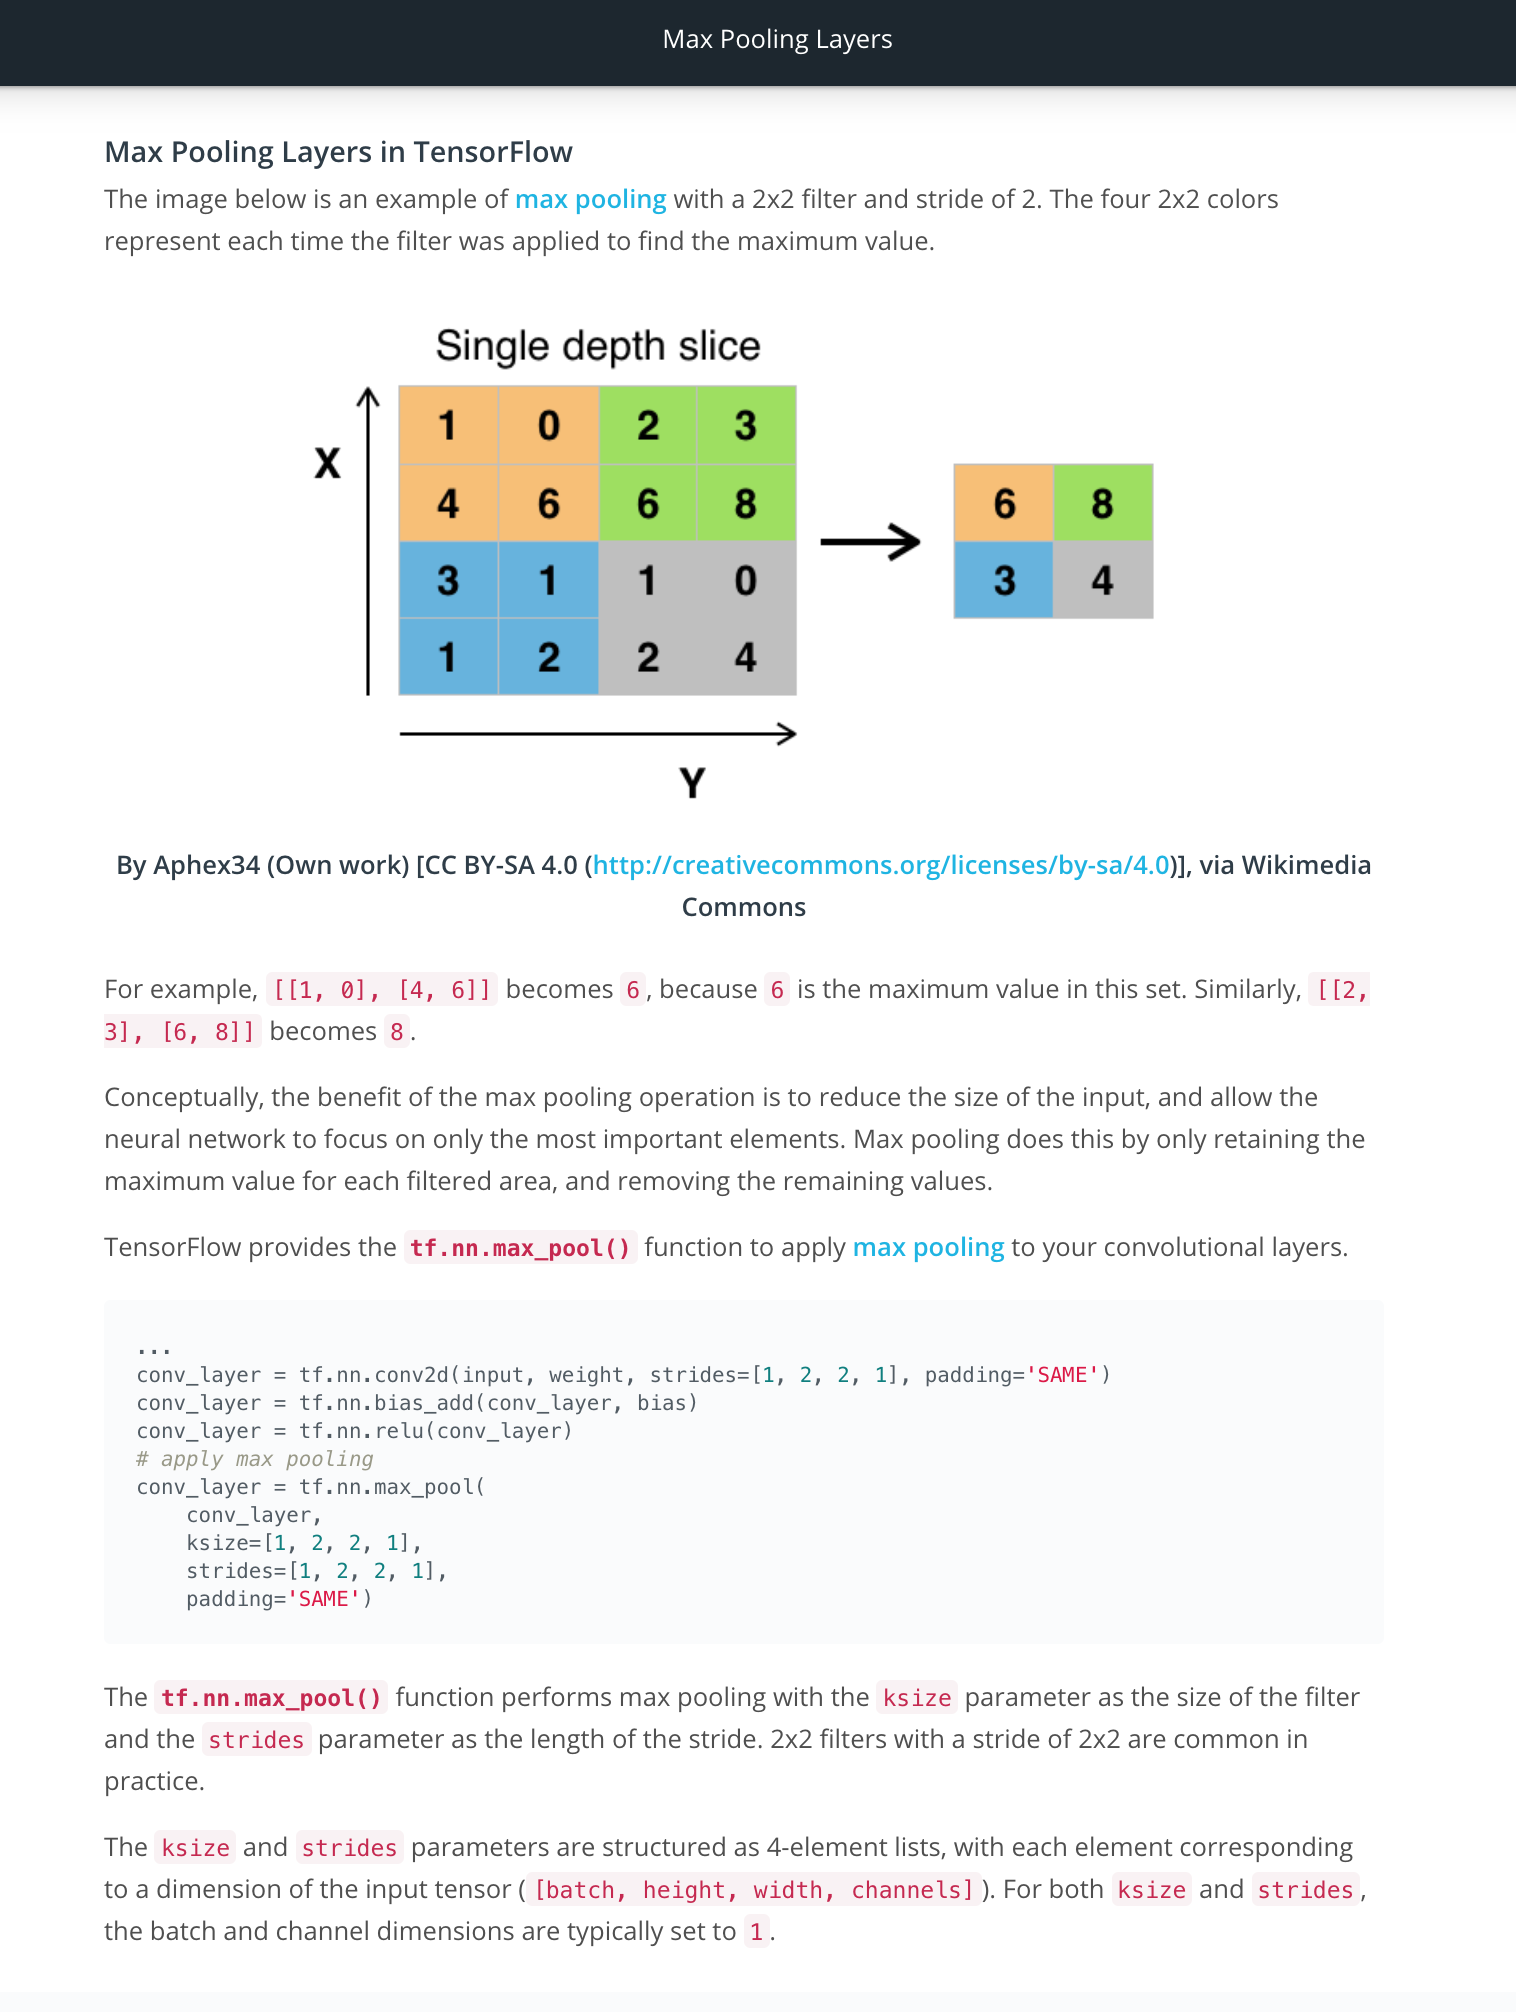 Max Pooling Layers
Max Pooling Layers in TensorFlow
The image below is an example of max pooling with a 2x2 filter and stride of 2. The four 2x2 colors
represent each time the filter was applied to find the maximum value.
Single depth slice
X
1 0 2 3
4 6 6 8
3 1 1 0
1 2 2 4
6 8
3 4
Y
By Aphex34 (Own work) [CC BY-SA 4.0 (http://creativecommons.org/licenses/by-sa/4.0)], via Wikimedia
Commons
For example, [[1, 0], [4, 6]] becomes 6, because 6 is the maximum value in this set. Similarly, [[2,
3], [6, 8]] becomes 8.
Conceptually, the benefit of the max pooling operation is to reduce the size of the input, and allow the
neural network to focus on only the most important elements. Max pooling does this by only retaining the
maximum value for each filtered area, and removing the remaining values.
TensorFlow provides the tf.nn.max_pool() function to apply max pooling to your convolutional layers.
...
conv_layer = tf.nn.conv2d(input, weight, strides=[1, 2, 2, 1], padding='SAME')
conv_layer = tf.nn.bias_add(conv_layer, bias)
conv_layer = tf.nn.relu(conv_layer)
# apply max pooling
conv_layer = tf.nn.max_pool(
    conv_layer,
    ksize=[1, 2, 2, 1],
    strides=[1, 2, 2, 1],
    padding='SAME')
The tf.nn.max_pool() function performs max pooling with the ksize parameter as the size of the filter
and the strides parameter as the length of the stride. 2x2 filters with a stride of 2x2 are common in
practice.
The ksize and strides parameters are structured as 4-element lists, with each element corresponding
to a dimension of the input tensor ([batch, height, width, channels]). For both ksize and strides,
the batch and channel dimensions are typically set to 1.